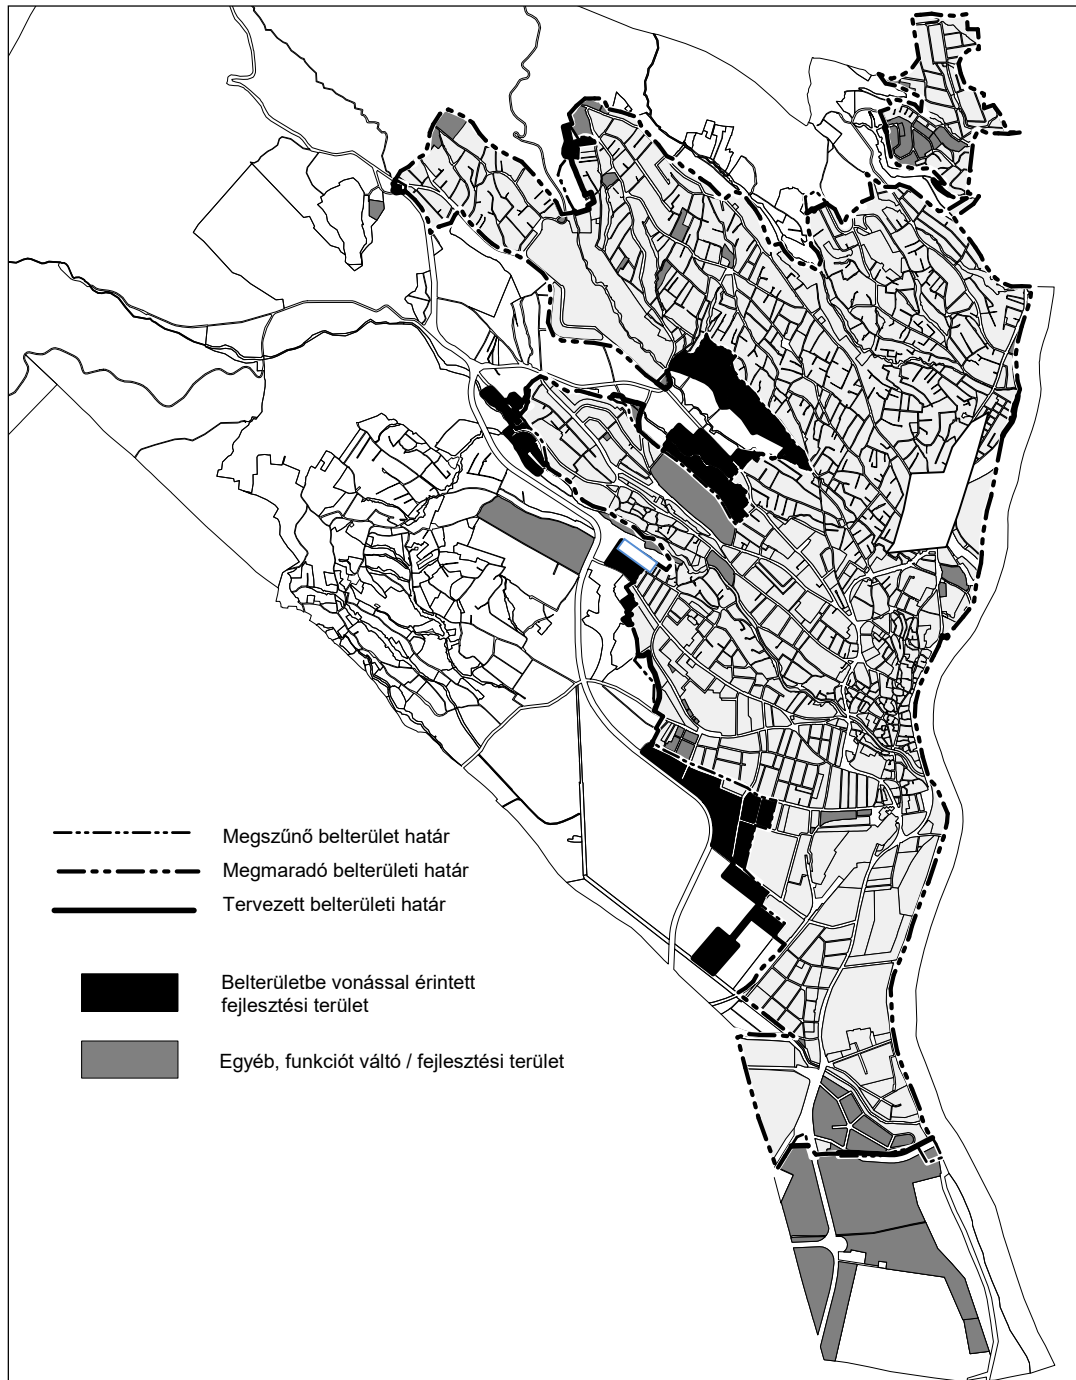 Megszűnő belterület határ
Megmaradó belterületi határ
Tervezett belterületi határ
Belterületbe vonással érintett
fejlesztési terület
Egyéb, funkciót váltó / fejlesztési terület